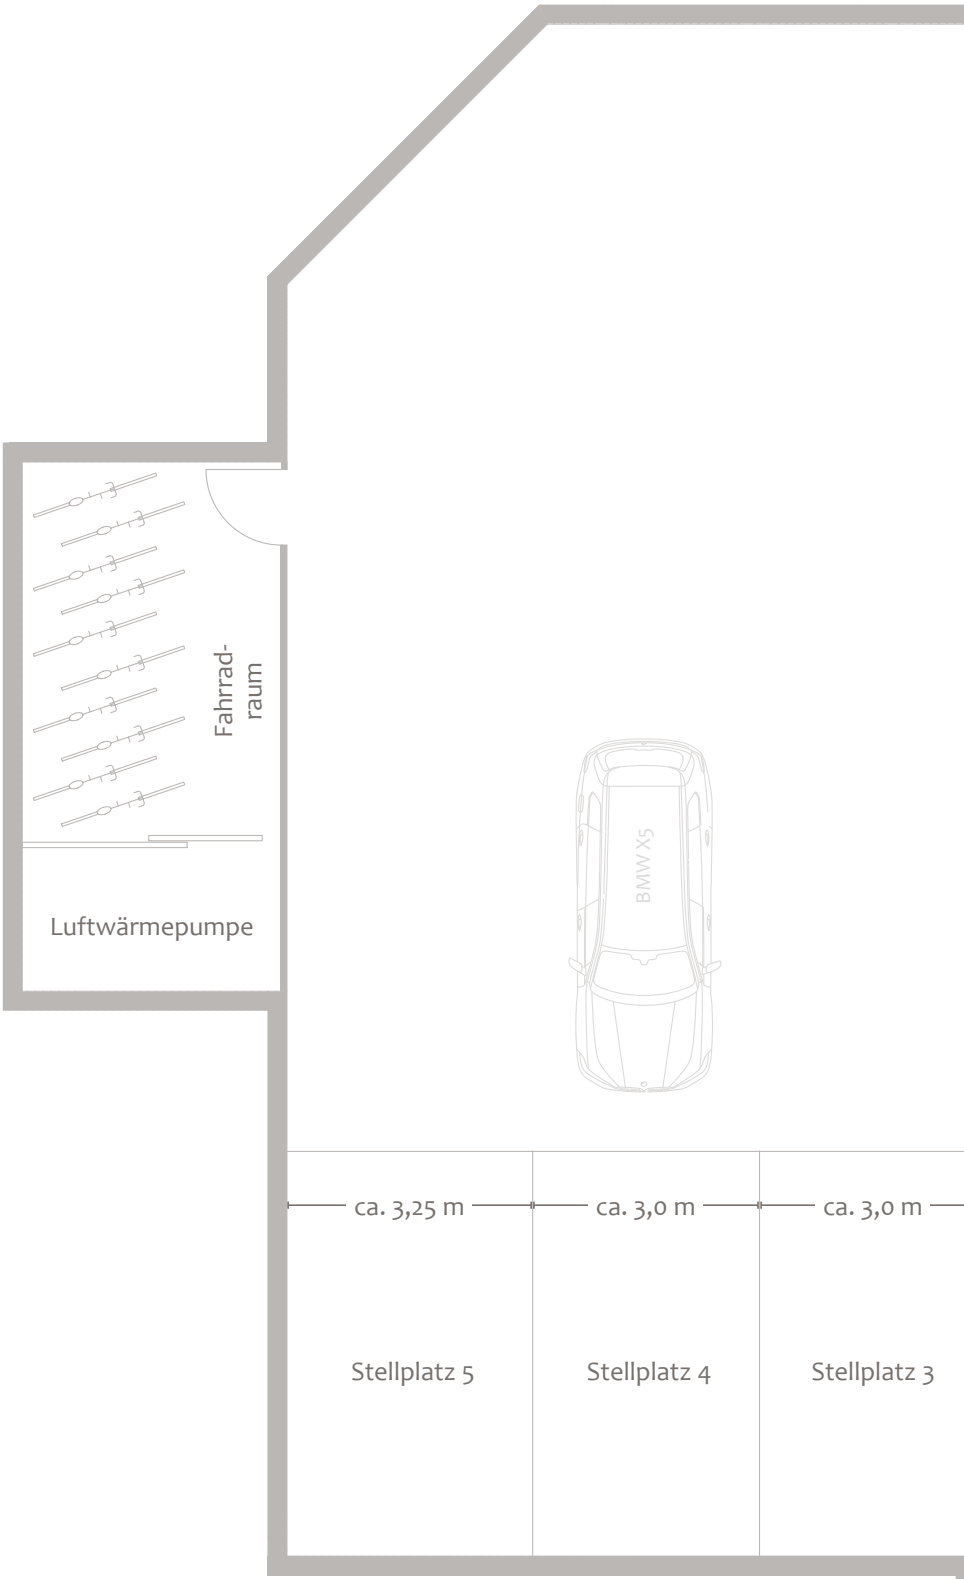 Fahrrad-
raum
BMW X5
Luftwärmepumpe
ca. 3,25 m
ca. 3,0 m
ca. 3,0 m
Stellplatz 5
Stellplatz 4
Stellplatz 3